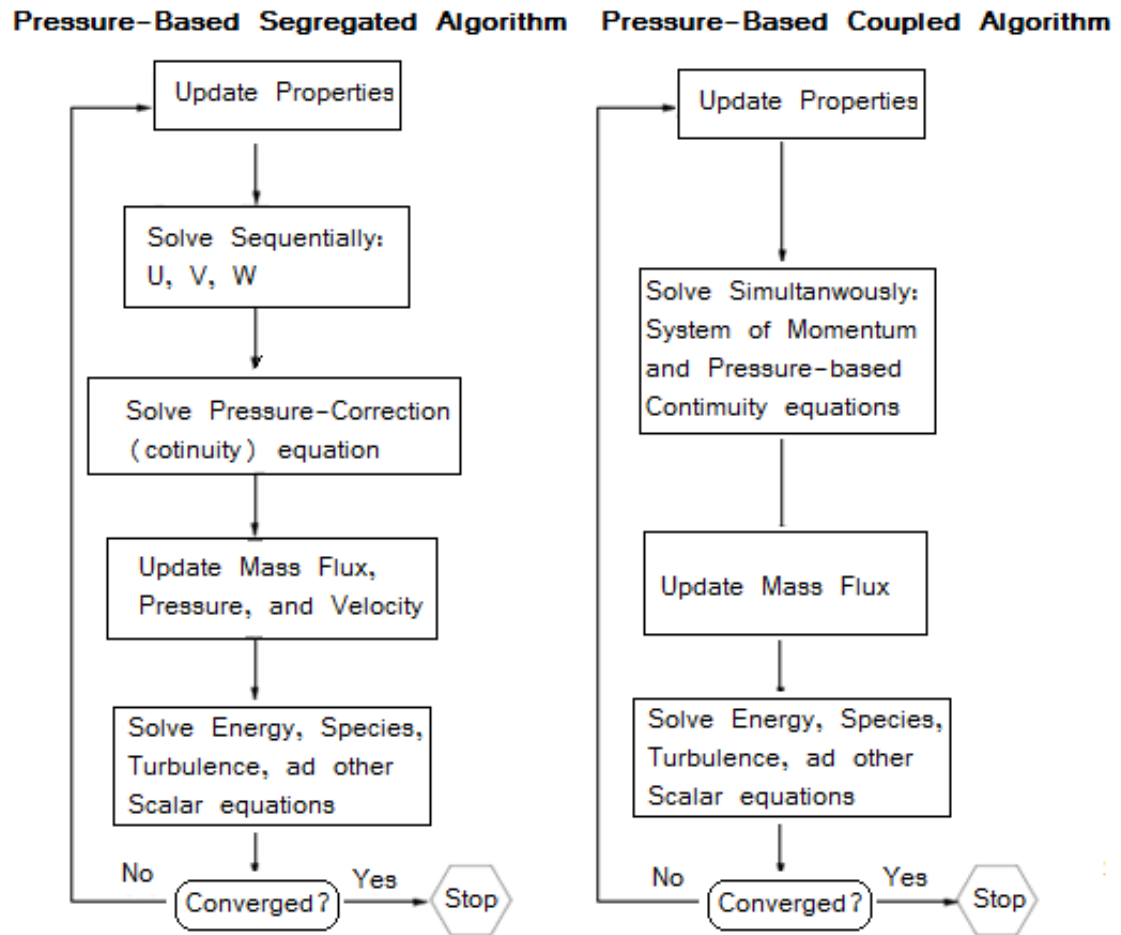 Pressure-Based Segregated Algorithm
Update Properties
Solve Sequentially:
U, V, W
Solve Pressure-Correction
(cotinuity) equation
Update Mass Flux,
Pressure, and Velocity
Solve Energy, Species,
Turbulence, ad other
Scalar equations
No
Converged?
Yes
Stop
Pressure-Based Coupled Algorithm
Update Properties
Solve Simultanwously:
System of Momentum
and Pressure-based
Contimuity equations
Update Mass Flux
Solve Energy, Species,
Turbulence, ad other
Scalar equations
No
Converged?
Yes
Stop